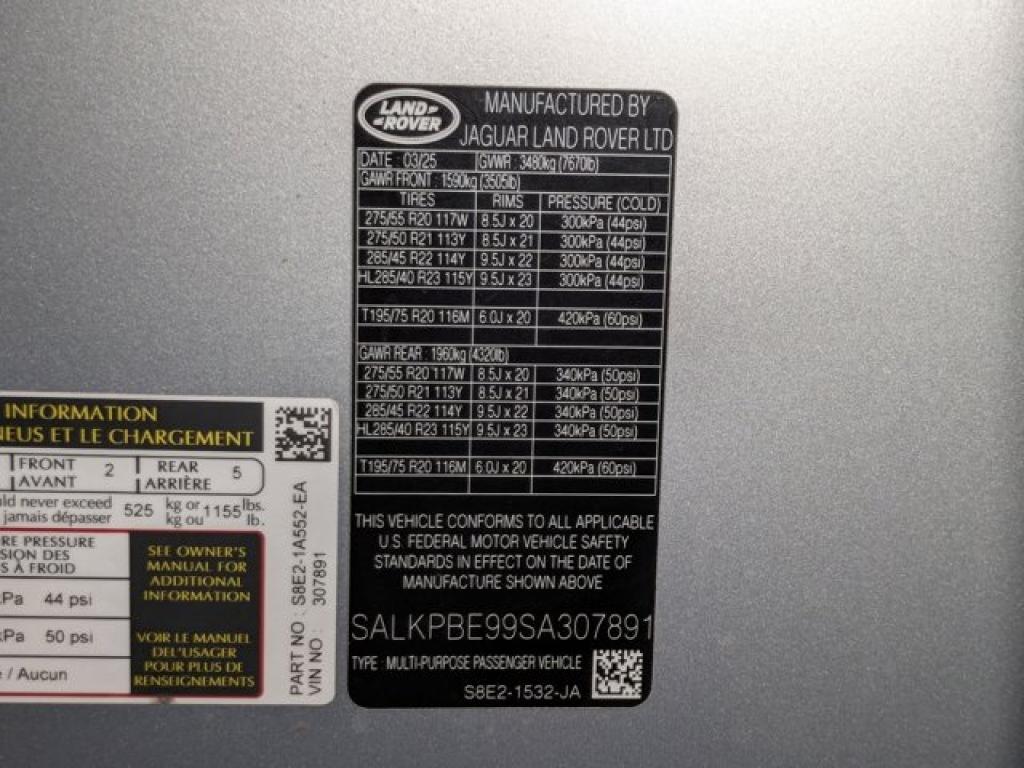 LAND
ROVER
MANUFACTURED BY
JAGUAR LAND ROVER LTD
DATE : 03/25 GVWR : 3480kg (7670lb)
GAWR FRONT : 1590kg (3505lb)
TIRES RIMS PRESSURE (COLD)
275/55 R20 117W 8.5J x 20 300kPa (44psi)
275/50 R21 113Y 8.5J x 21 300kPa (44psi)
285/45 R22 114Y 9.5J x 22 300kPa (44psi)
HL285/40 R23 115Y 9.5J x 23 300kPa (44psi)
T195/75 R20 116M 6.0J x 20 420kPa (60psi)
GAWR REAR : 1960kg (4320lb)
275/55 R20 117W 8.5J x 20 340kPa (50psi)
275/50 R21 113Y 8.5J x 21 340kPa (50psi)
285/45 R22 114Y 9.5J x 22 340kPa (50psi)
HL285/40 R23 115Y 9.5J x 23 340kPa (50psi)
T195/75 R20 116M 6.0J x 20 420kPa (60psi)
THIS VEHICLE CONFORMS TO ALL APPLICABLE
U.S. FEDERAL MOTOR VEHICLE SAFETY
STANDARDS IN EFFECT ON THE DATE OF
MANUFACTURE SHOWN ABOVE
SALKPBE99SA307891
TYPE : MULTI-PURPOSE PASSENGER VEHICLE
S8E2-1532-JA
INFORMATION
ET LE CHARGEMENT
FRONT 2 REAR 5
AVANT ARRIÈRE
never exceed 525 kg or 1155 lbs.
jamais dépasser kg ou lb.
PRESSURE
DES
À FROID
44 psi
50 psi
/ Aucun
SEE OWNER'S
MANUAL FOR
ADDITIONAL
INFORMATION
VOIR LE MANUEL
DEL'USAGER
POUR PLUS DE
RENSEIGNEMENTS
PART NO : S8E2-1A552-EA
VIN NO : 307891